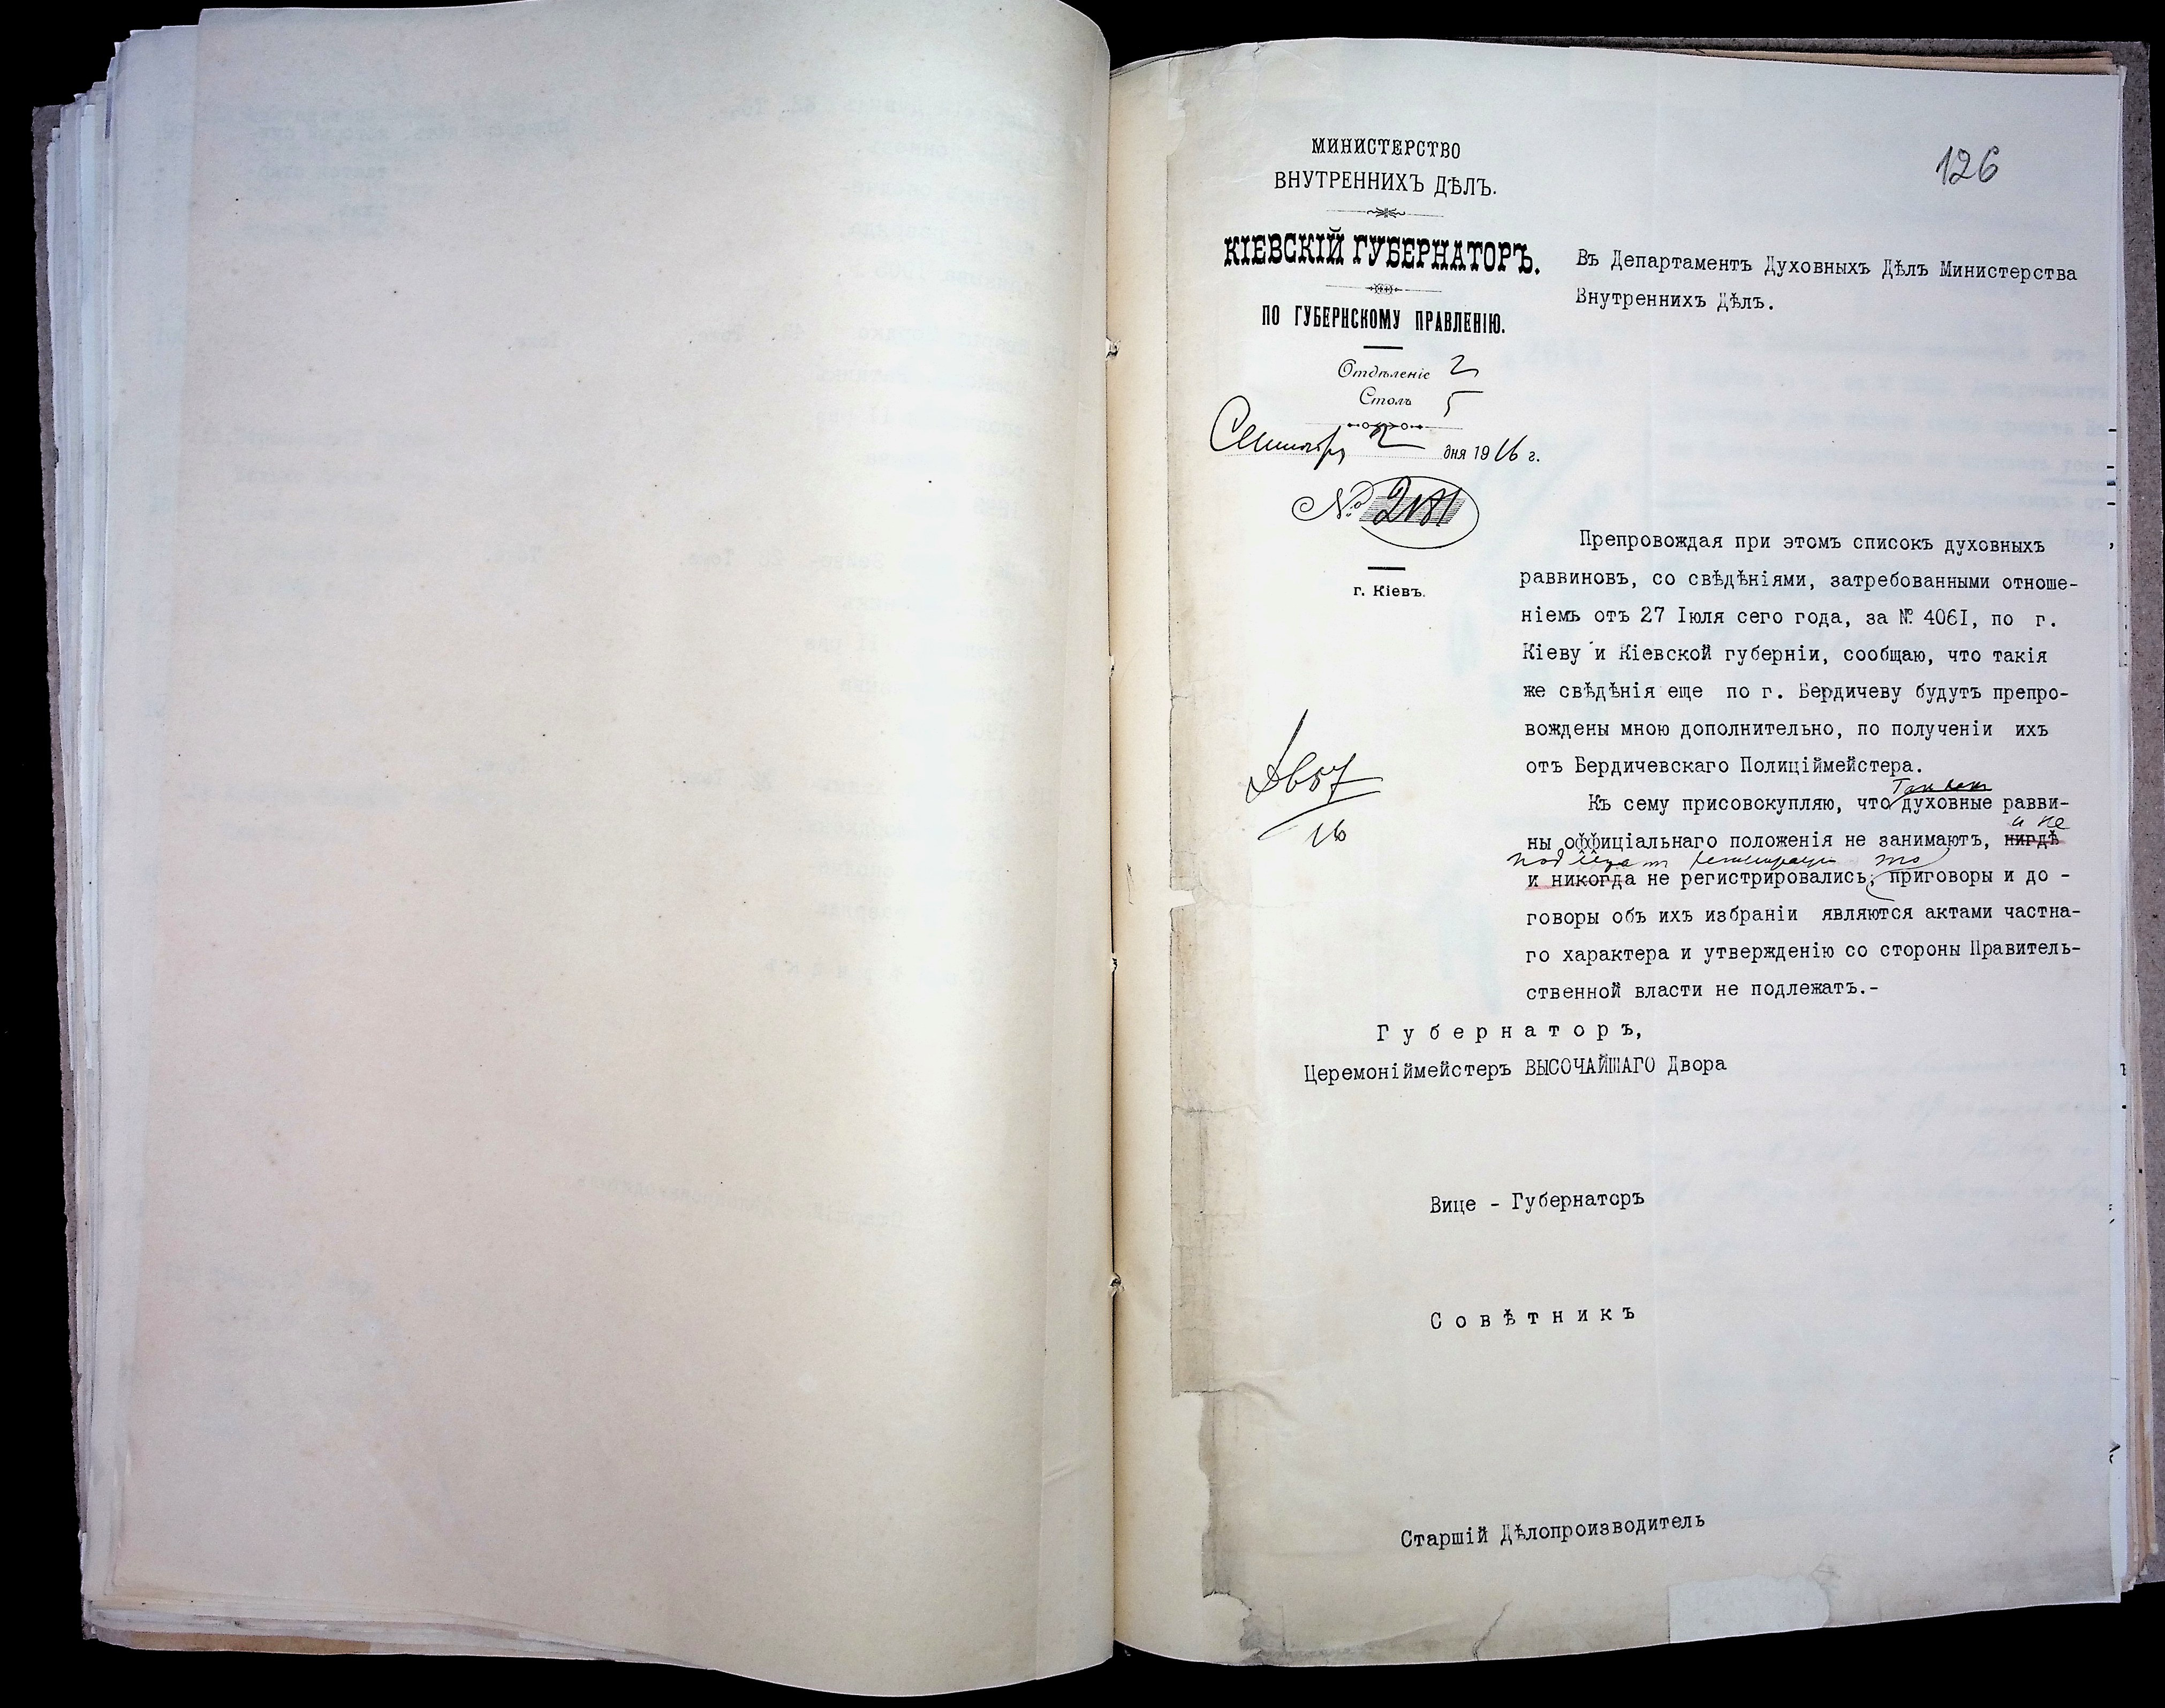 126
МИНИСТЕРСТВО
ВНУТРЕННИХЪ ДѢЛЪ.
КІЕВСКІЙ ГУБЕРНАТОРЪ.
ПО ГУБЕРНСКОМУ ПРАВЛЕНІЮ.
Отдѣленіе 2
Столъ 5
дня 1916 г.
№ 2181
г. Кіевъ.
Въ Департаментъ Духовныхъ Дѣлъ Министерства
Внутреннихъ Дѣлъ.
Препровождая при этомъ списокъ духовныхъ
раввиновъ, со свѣдѣніями, затребованными отноше-
ніемъ отъ 27 Іюля сего года, за № 4061, по г.
Кіеву и Кіевской губерніи, сообщаю, что такія
же свѣдѣнія еще по г. Бердичеву будутъ препро-
вождены мною дополнительно, по полученіи ихъ
отъ Бердичевскаго Полиціймейстера.
Къ сему присовокупляю, что духовные равви-
и не
ны оффиціальнаго положенія не занимаютъ, нигдѣ
и никогда не регистрировались, приговоры и до -
говоры объ ихъ избраніи являются актами частна-
го характера и утвержденію со стороны Правитель-
ственной власти не подлежатъ.-
Губернаторъ,
Церемоніймейстеръ ВЫСОЧАЙШАГО Двора
Вице - Губернаторъ
Совѣтникъ
Старшій Дѣлопроизводитель